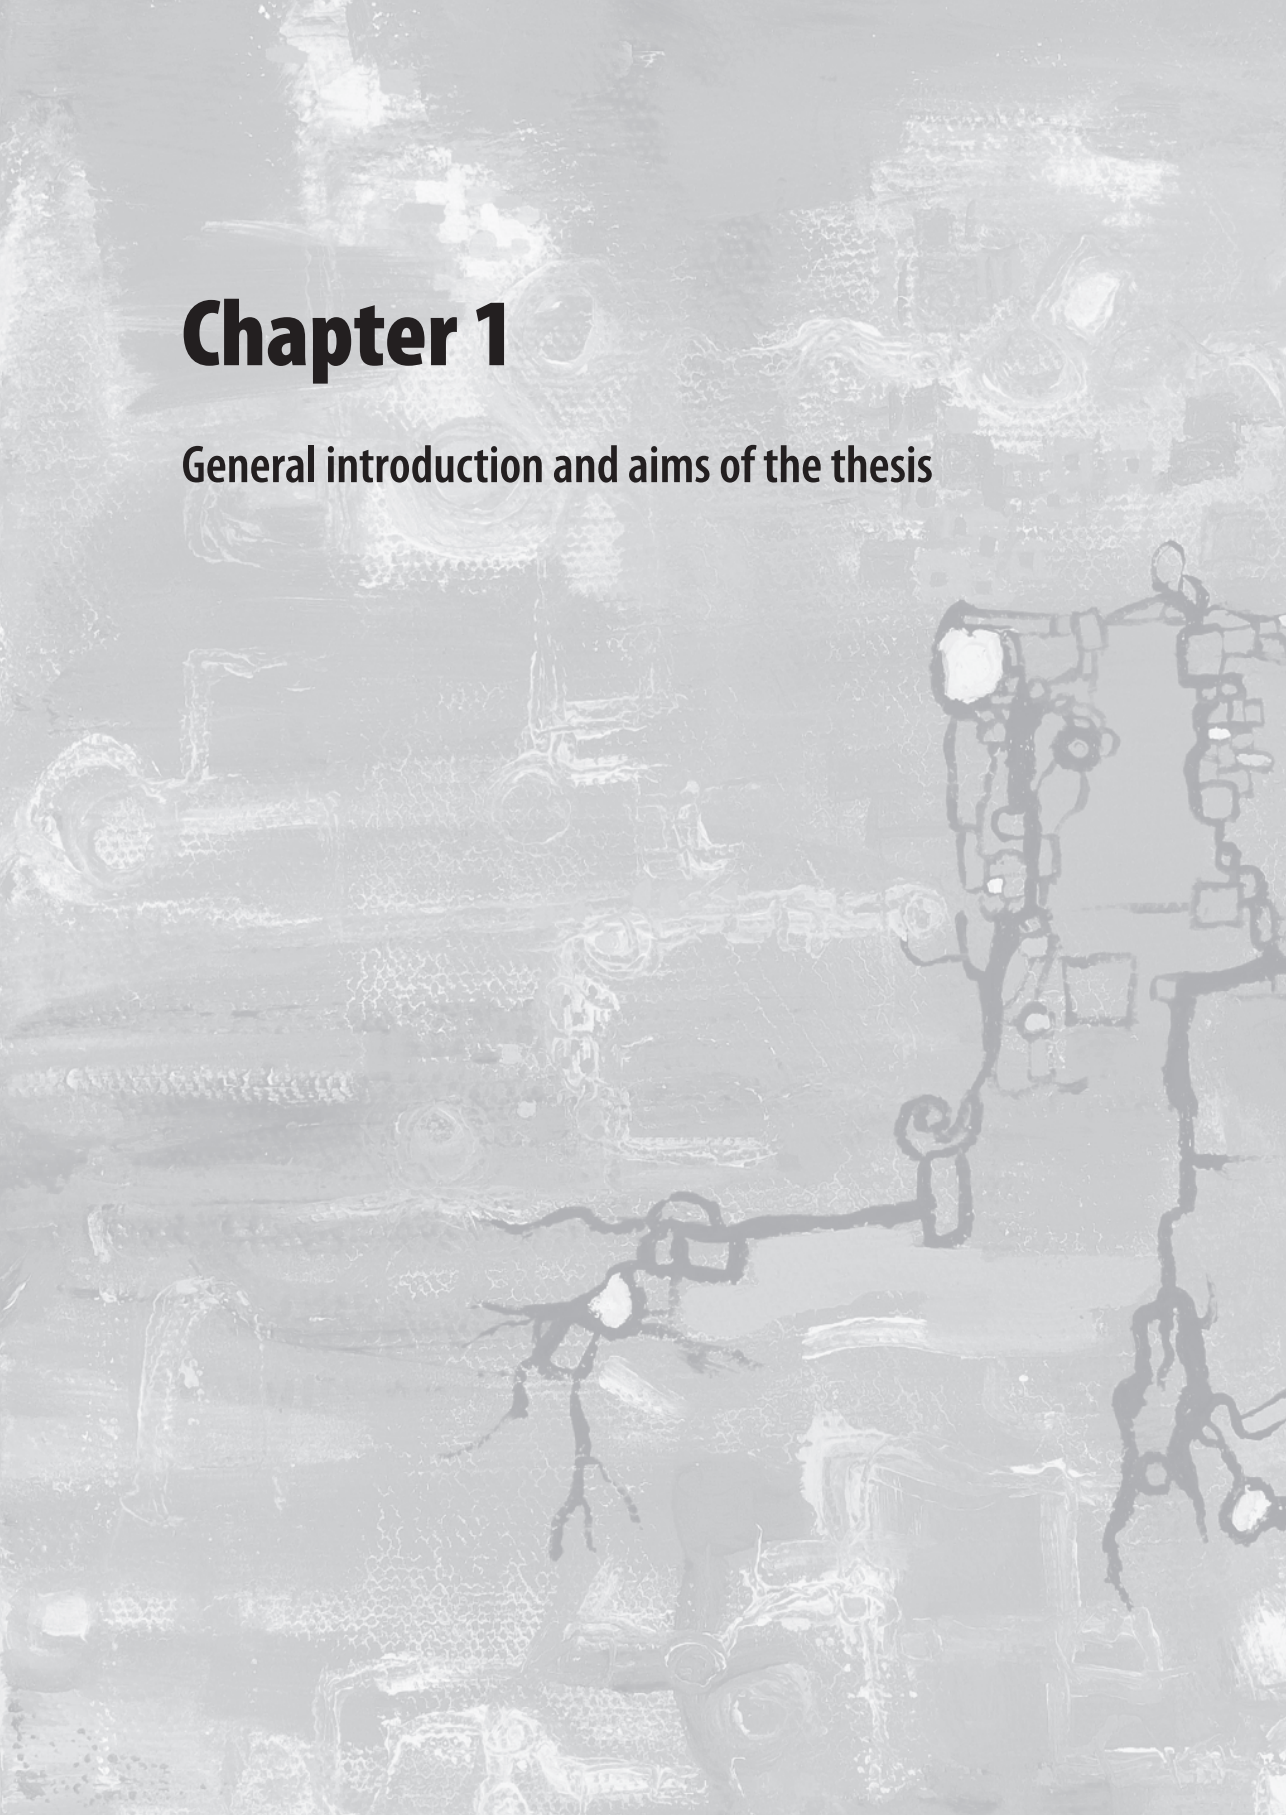 Chapter 1
General introduction and aims of the thesis